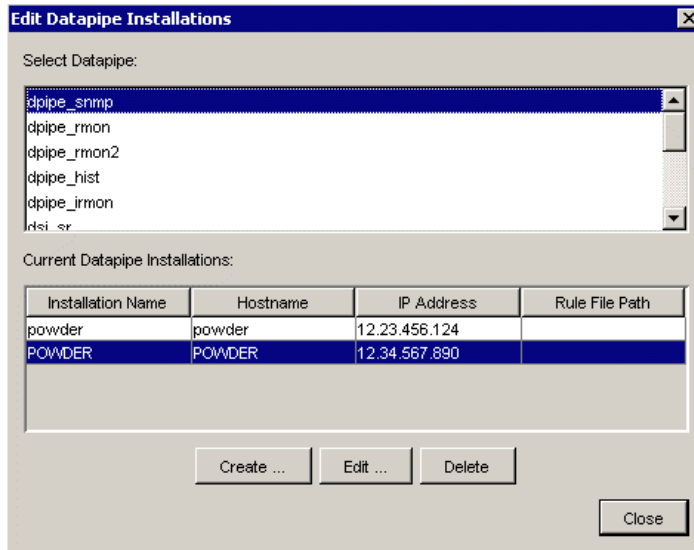 Edit Datapipe Installations
Select Datapipe:
dpipe_snmp
dpipe_rmon
dpipe_rmon2
dpipe_hist
dpipe_irmon
dsi_sr
Current Datapipe Installations:
Installation Name Hostname IP Address Rule File Path
powder powder 12.23.456.124
POWDER POWDER 12.34.567.890
Create ... Edit ... Delete
Close